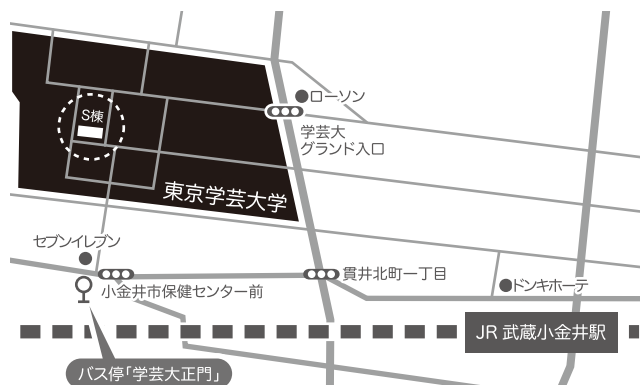 ローソン
S棟
学芸大
グランド入口
東京学芸大学
セブンイレブン
貫井北町一丁目
小金井市保健センター前
ドンキホーテ
JR 武蔵小金井駅
バス停「学芸大正門」